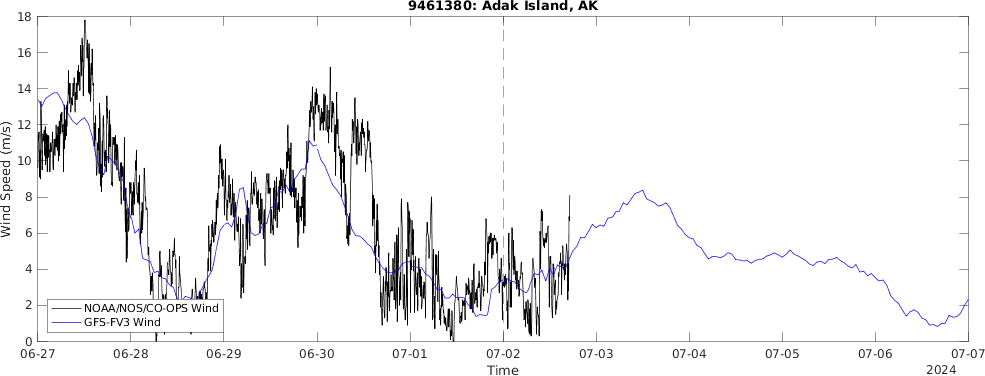 9461380: Adak Island, AK
Wind Speed (m/s)
18
16
14
12
10
8
6
4
2
0
NOAA/NOS/CO-OPS Wind
GFS-FV3 Wind
06-27 06-28 06-29 06-30 07-01 07-02 07-03 07-04 07-05 07-06 07-07
Time
2024